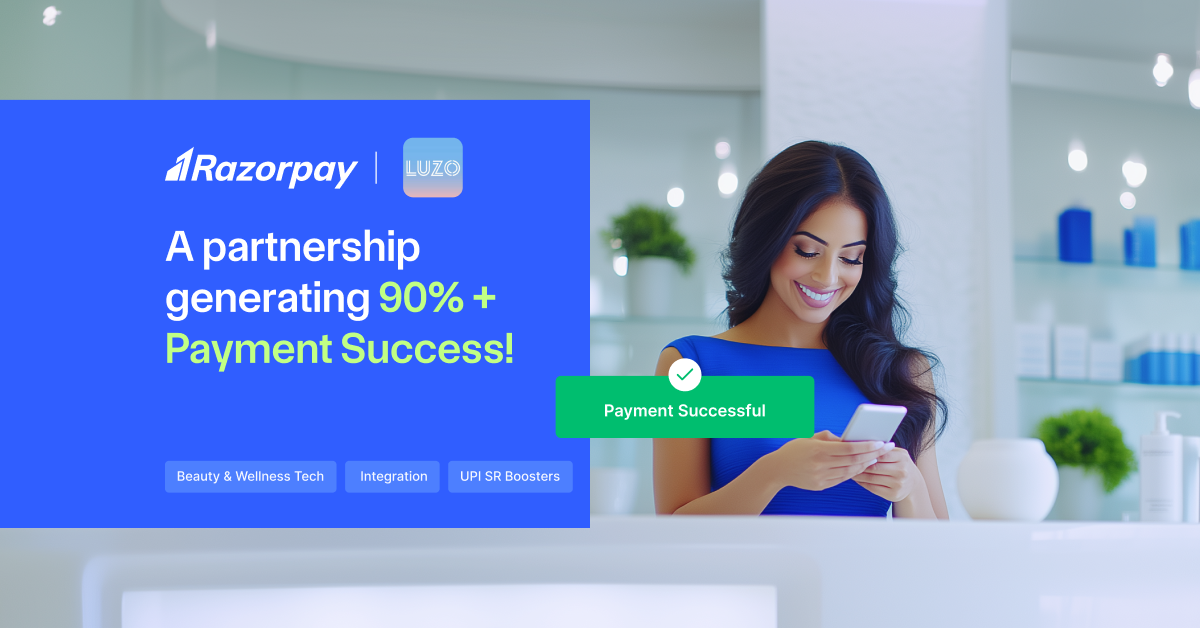 Razorpay | LUZO
A partnership
generating 90% +
Payment Success!
Payment Successful
Beauty & Wellness Tech Integration UPI SR Boosters